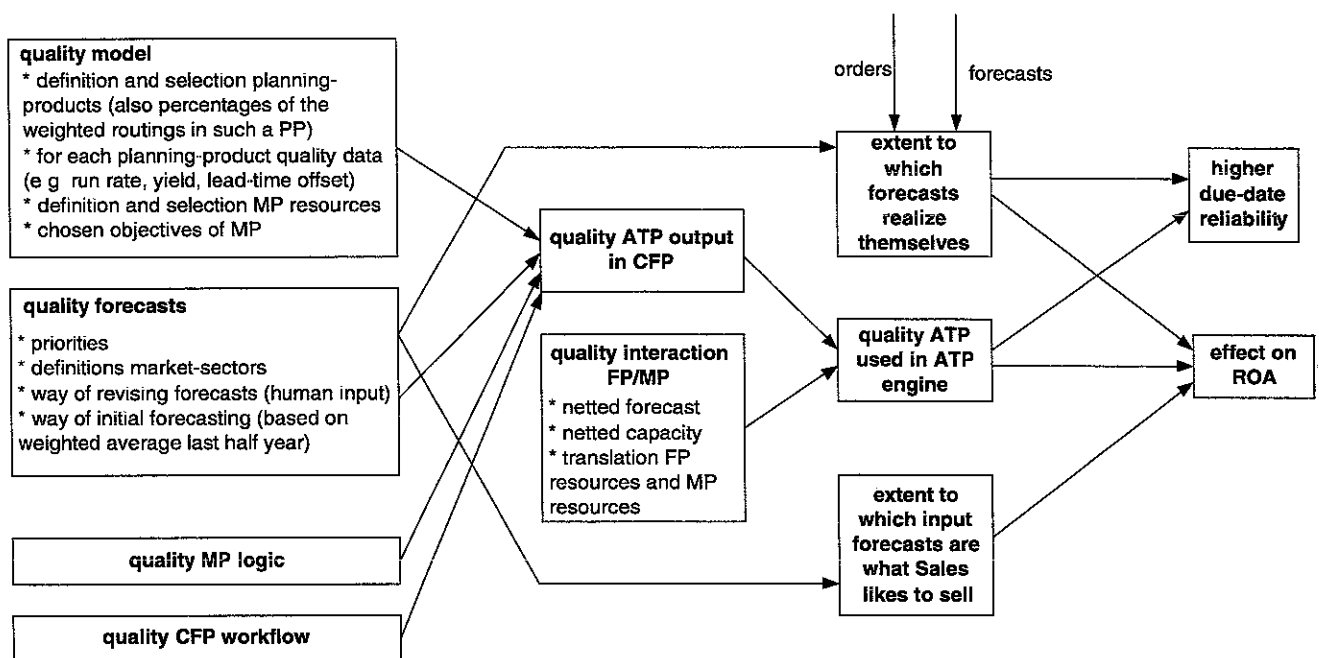 quality model
* definition and selection planning-
products (also percentages of the
weighted routings in such a PP)
* for each planning-product quality data
(e g run rate, yield, lead-time offset)
* definition and selection MP resources
* chosen objectives of MP
quality forecasts
* priorities
* definitions market-sectors
* way of revising forecasts (human input)
* way of initial forecasting (based on
weighted average last half year)
quality MP logic
quality CFP workflow
quality ATP output
in CFP
quality interaction
FP/MP
* netted forecast
* netted capacity
* translation FP
resources and MP
resources
orders
forecasts
extent to
which
forecasts
realize
themselves
quality ATP
used in ATP
engine
extent to
which input
forecasts are
what Sales
likes to sell
higher
due-date
reliability
effect on
ROA